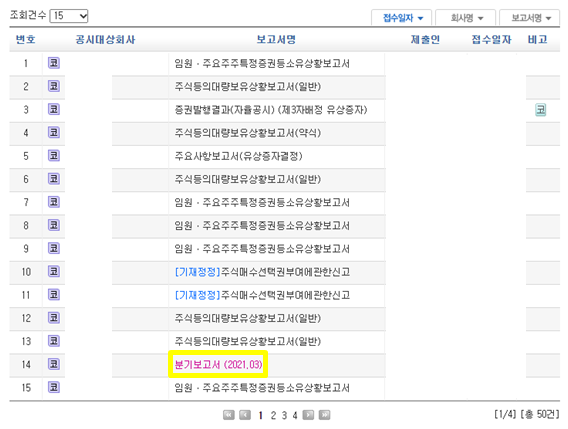 조회건수 15 접수일자 회사명 보고서명
번호 공시대상회사 보고서명 제출인 접수일자 비고
1 코 임원ㆍ주요주주특정증권등소유상황보고서
2 코 주식등의대량보유상황보고서(일반)
3 코 증권발행결과(자율공시) (제3자배정 유상증자) 코
4 코 주식등의대량보유상황보고서(약식)
5 코 주요사항보고서(유상증자결정)
6 코 주식등의대량보유상황보고서(일반)
7 코 임원ㆍ주요주주특정증권등소유상황보고서
8 코 임원ㆍ주요주주특정증권등소유상황보고서
9 코 임원ㆍ주요주주특정증권등소유상황보고서
10 코 [기재정정]주식매수선택권부여에관한신고
11 코 [기재정정]주식매수선택권부여에관한신고
12 코 주식등의대량보유상황보고서(일반)
13 코 주식등의대량보유상황보고서(일반)
14 코 분기보고서 (2021.03)
15 코 임원ㆍ주요주주특정증권등소유상황보고서
1 2 3 4 [1/4] [총 50건]